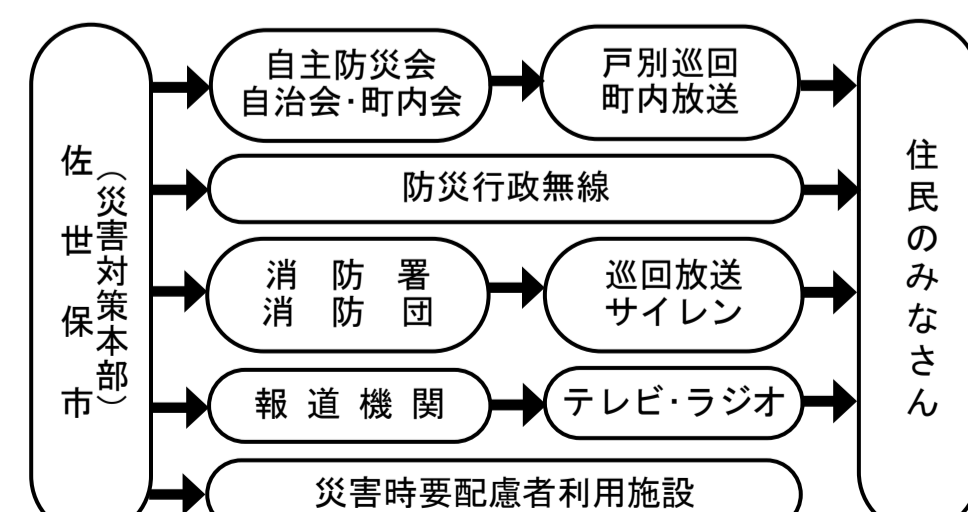 佐世保市
（災害対策本部）
自主防災会
自治会・町内会
戸別巡回
町内放送
防災行政無線
消防署
消防団
巡回放送
サイレン
報道機関
テレビ・ラジオ
災害時要配慮者利用施設
住民のみなさん